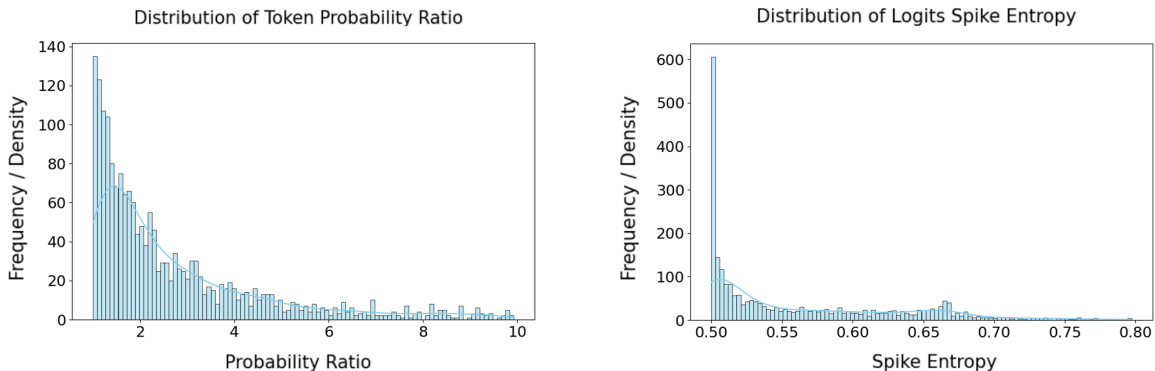 Distribution of Token Probability Ratio
140
120
100
80
60
40
20
0
Frequency / Density
2 4 6 8 10
Probability Ratio
Distribution of Logits Spike Entropy
600
500
400
300
200
100
0
Frequency / Density
0.50 0.55 0.60 0.65 0.70 0.75 0.80
Spike Entropy